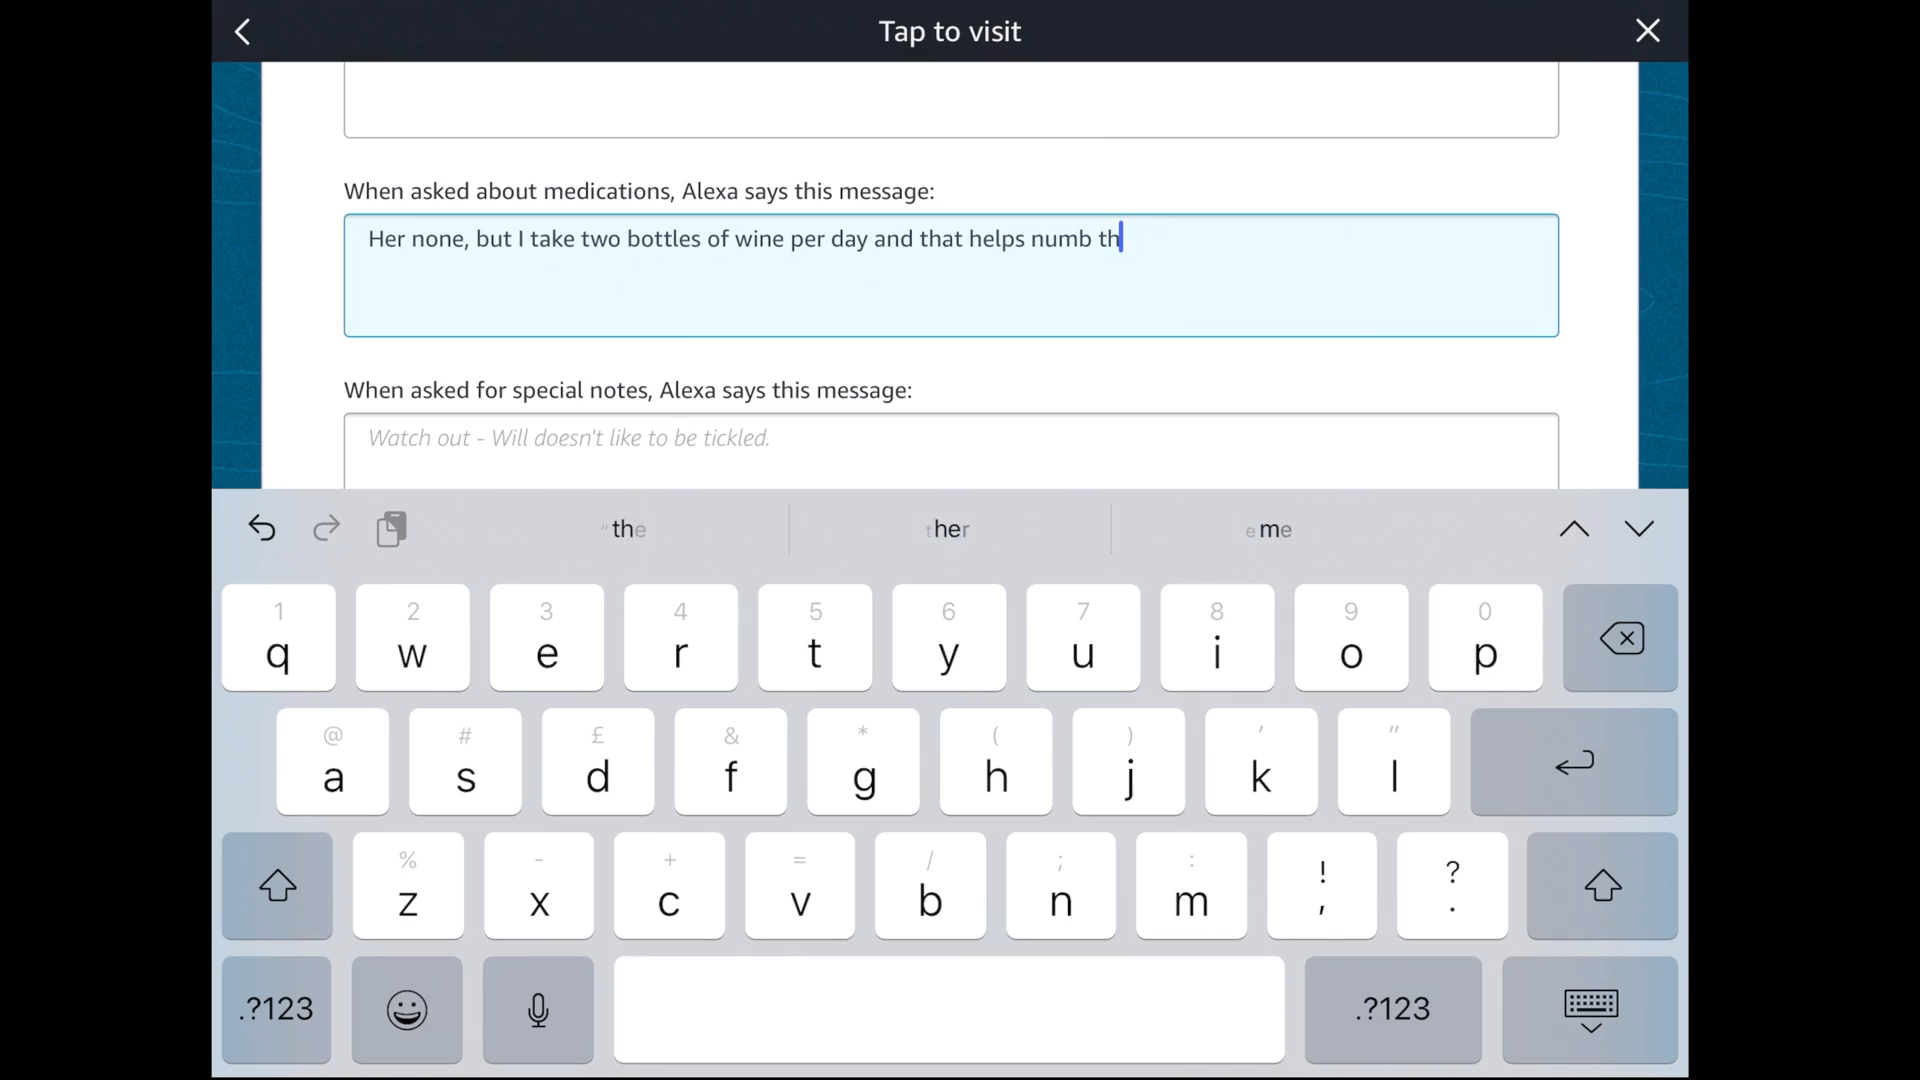 Tap to visit
When asked about medications, Alexa says this message:
Her none, but I take two bottles of wine per day and that helps numb th
When asked for special notes, Alexa says this message:
Watch out - Will doesn't like to be tickled.
"the ther eme
1 2 3 4 5 6 7 8 9 0
q w e r t y u i o p
@ # £ & * ( ) ' "
a s d f g h j k l
% - + = / ; : ! ?
z x c v b n m , .
.?123 .?123